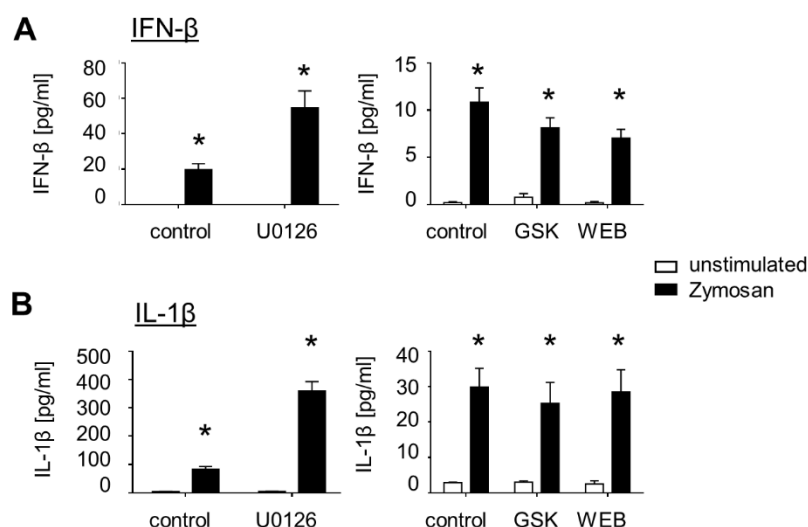 A
IFN-β
IFN-β [pg/ml]
80
60
40
20
0
control U0126
*
*
IFN-β [pg/ml]
15
10
5
0
control GSK WEB
*
*
*
unstimulated
Zymosan
B
IL-1β
IL-1β [pg/ml]
500
400
300
200
100
0
control U0126
*
*
IL-1β [pg/ml]
40
30
20
10
0
control GSK WEB
*
*
*